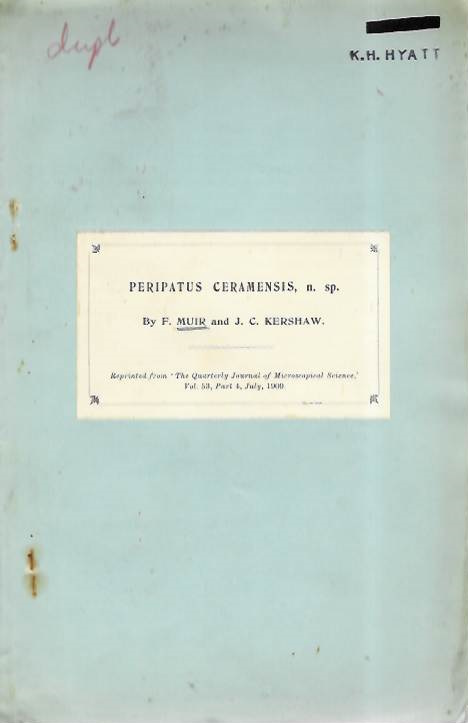 dupl
K.H. HYATT
PERIPATUS CERAMENSIS, n. sp.
By F. MUIR and J. C. KERSHAW.
Reprinted from 'The Quarterly Journal of Microscopical Science,'
Vol. 53, Part 4, July, 1909